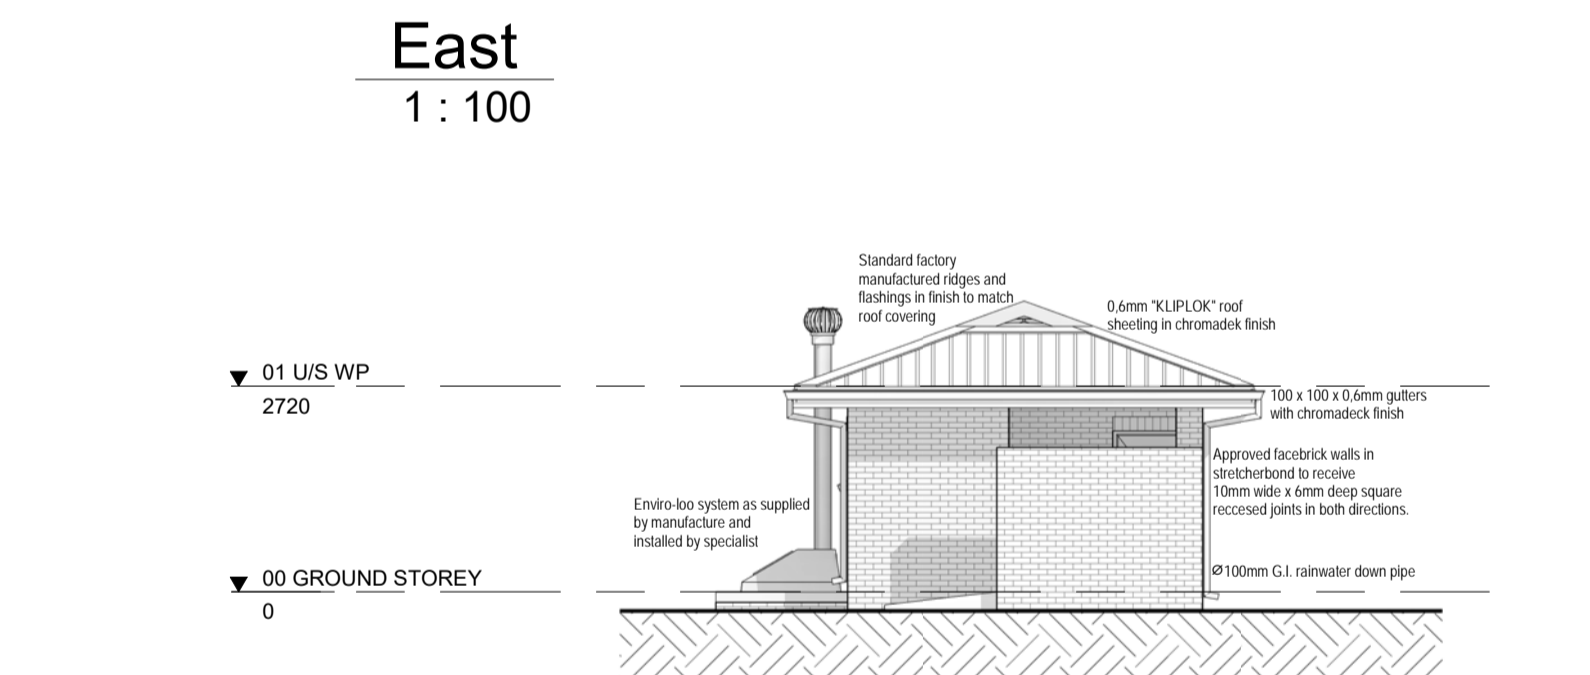 East
1 : 100
Standard factory
manufactured ridges and
flashings in finish to match
roof covering
0,6mm "KLIPLOK" roof
sheeting in chromadek finish
01 U/S WP
2720
100 x 100 x 0,6mm gutters
with chromadeck finish
Approved facebrick walls in
stretcherbond to receive
10mm wide x 6mm deep square
reccesed joints in both directions.
Enviro-loo system as supplied
by manufacture and
installed by specialist
Ø100mm G.I. rainwater down pipe
00 GROUND STOREY
0